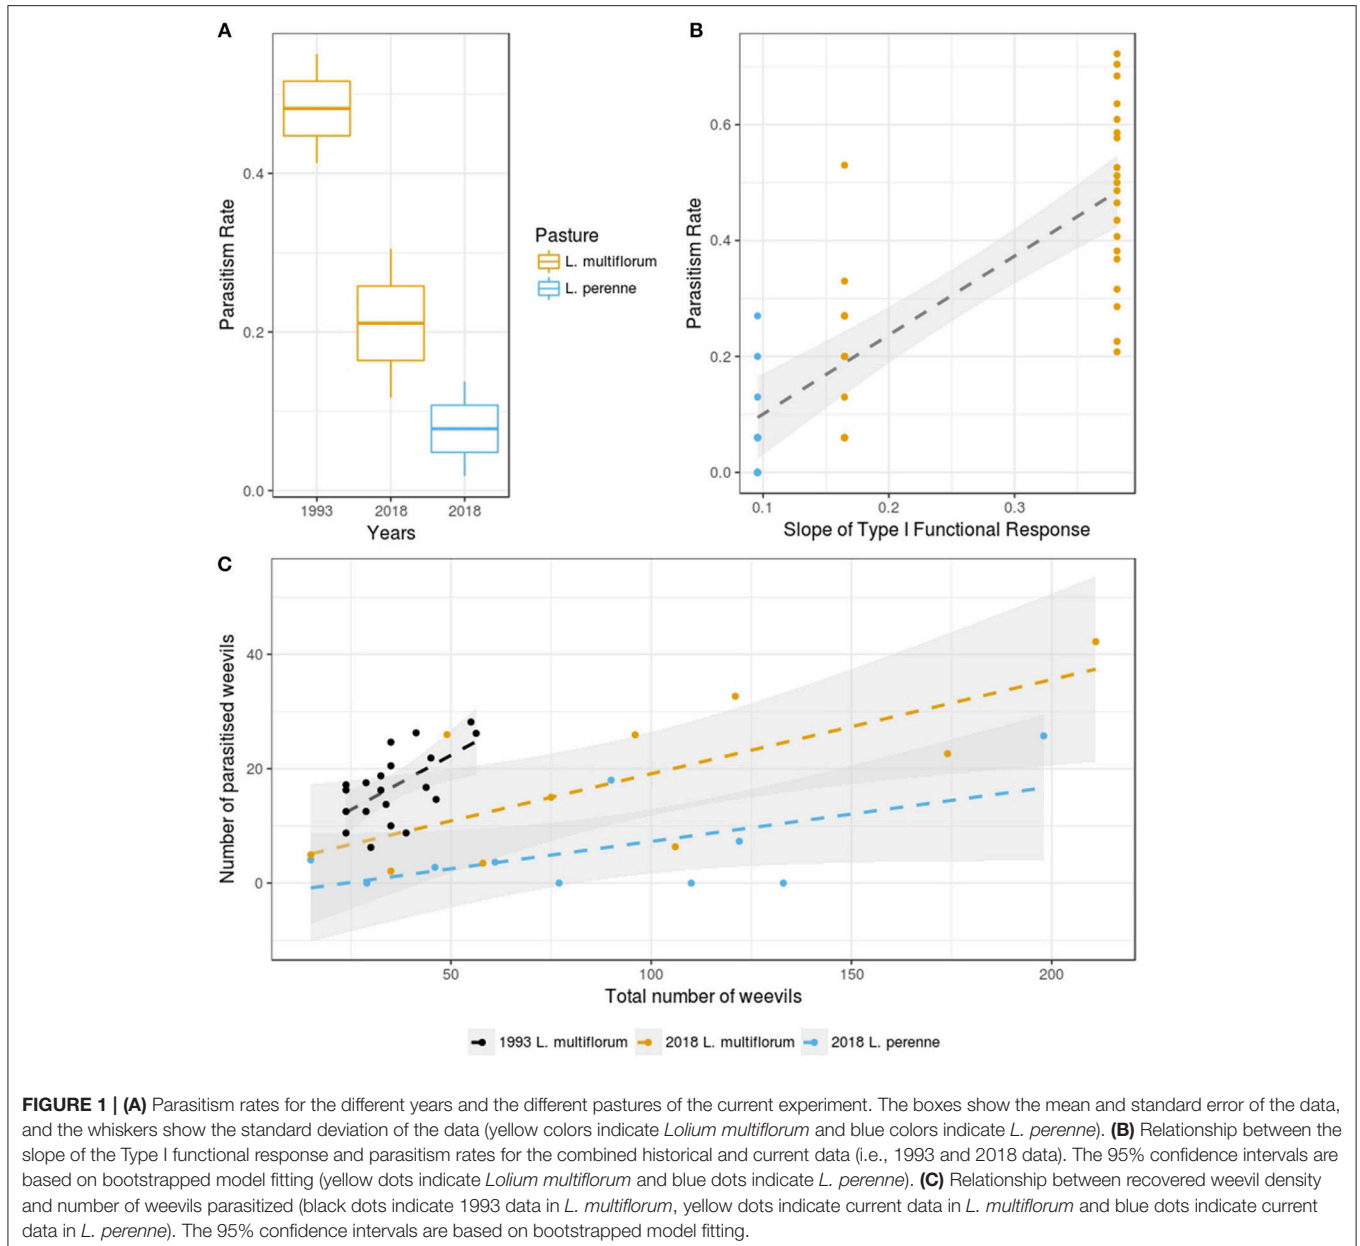 A
Parasitism Rate
0.4
0.2
0.0
1993
2018
2018
Years
Pasture
L. multiflorum
L. perenne
B
Parasitism Rate
0.6
0.4
0.2
0.0
0.1
0.2
0.3
Slope of Type I Functional Response
C
Number of parasitised weevils
40
20
0
50
100
150
200
Total number of weevils
1993 L. multiflorum
2018 L. multiflorum
2018 L. perenne
FIGURE 1 | (A) Parasitism rates for the different years and the different pastures of the current experiment. The boxes show the mean and standard error of the data,
and the whiskers show the standard deviation of the data (yellow colors indicate Lolium multiflorum and blue colors indicate L. perenne). (B) Relationship between the
slope of the Type I functional response and parasitism rates for the combined historical and current data (i.e., 1993 and 2018 data). The 95% confidence intervals are
based on bootstrapped model fitting (yellow dots indicate Lolium multiflorum and blue dots indicate L. perenne). (C) Relationship between recovered weevil density
and number of weevils parasitized (black dots indicate 1993 data in L. multiflorum, yellow dots indicate current data in L. multiflorum and blue dots indicate current
data in L. perenne). The 95% confidence intervals are based on bootstrapped model fitting.